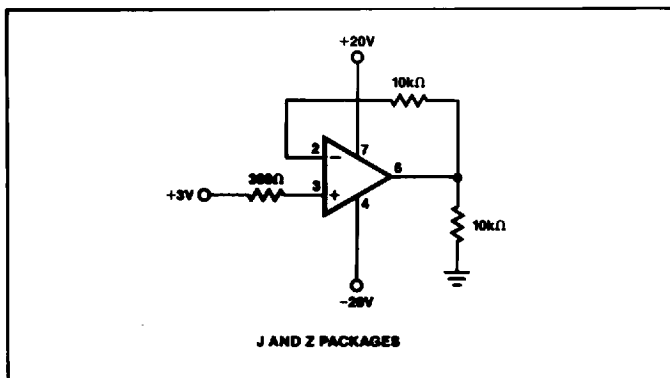 +20V
10kΩ
2
−
7
6
+3V
3
+
4
10kΩ
−20V
J AND Z PACKAGES